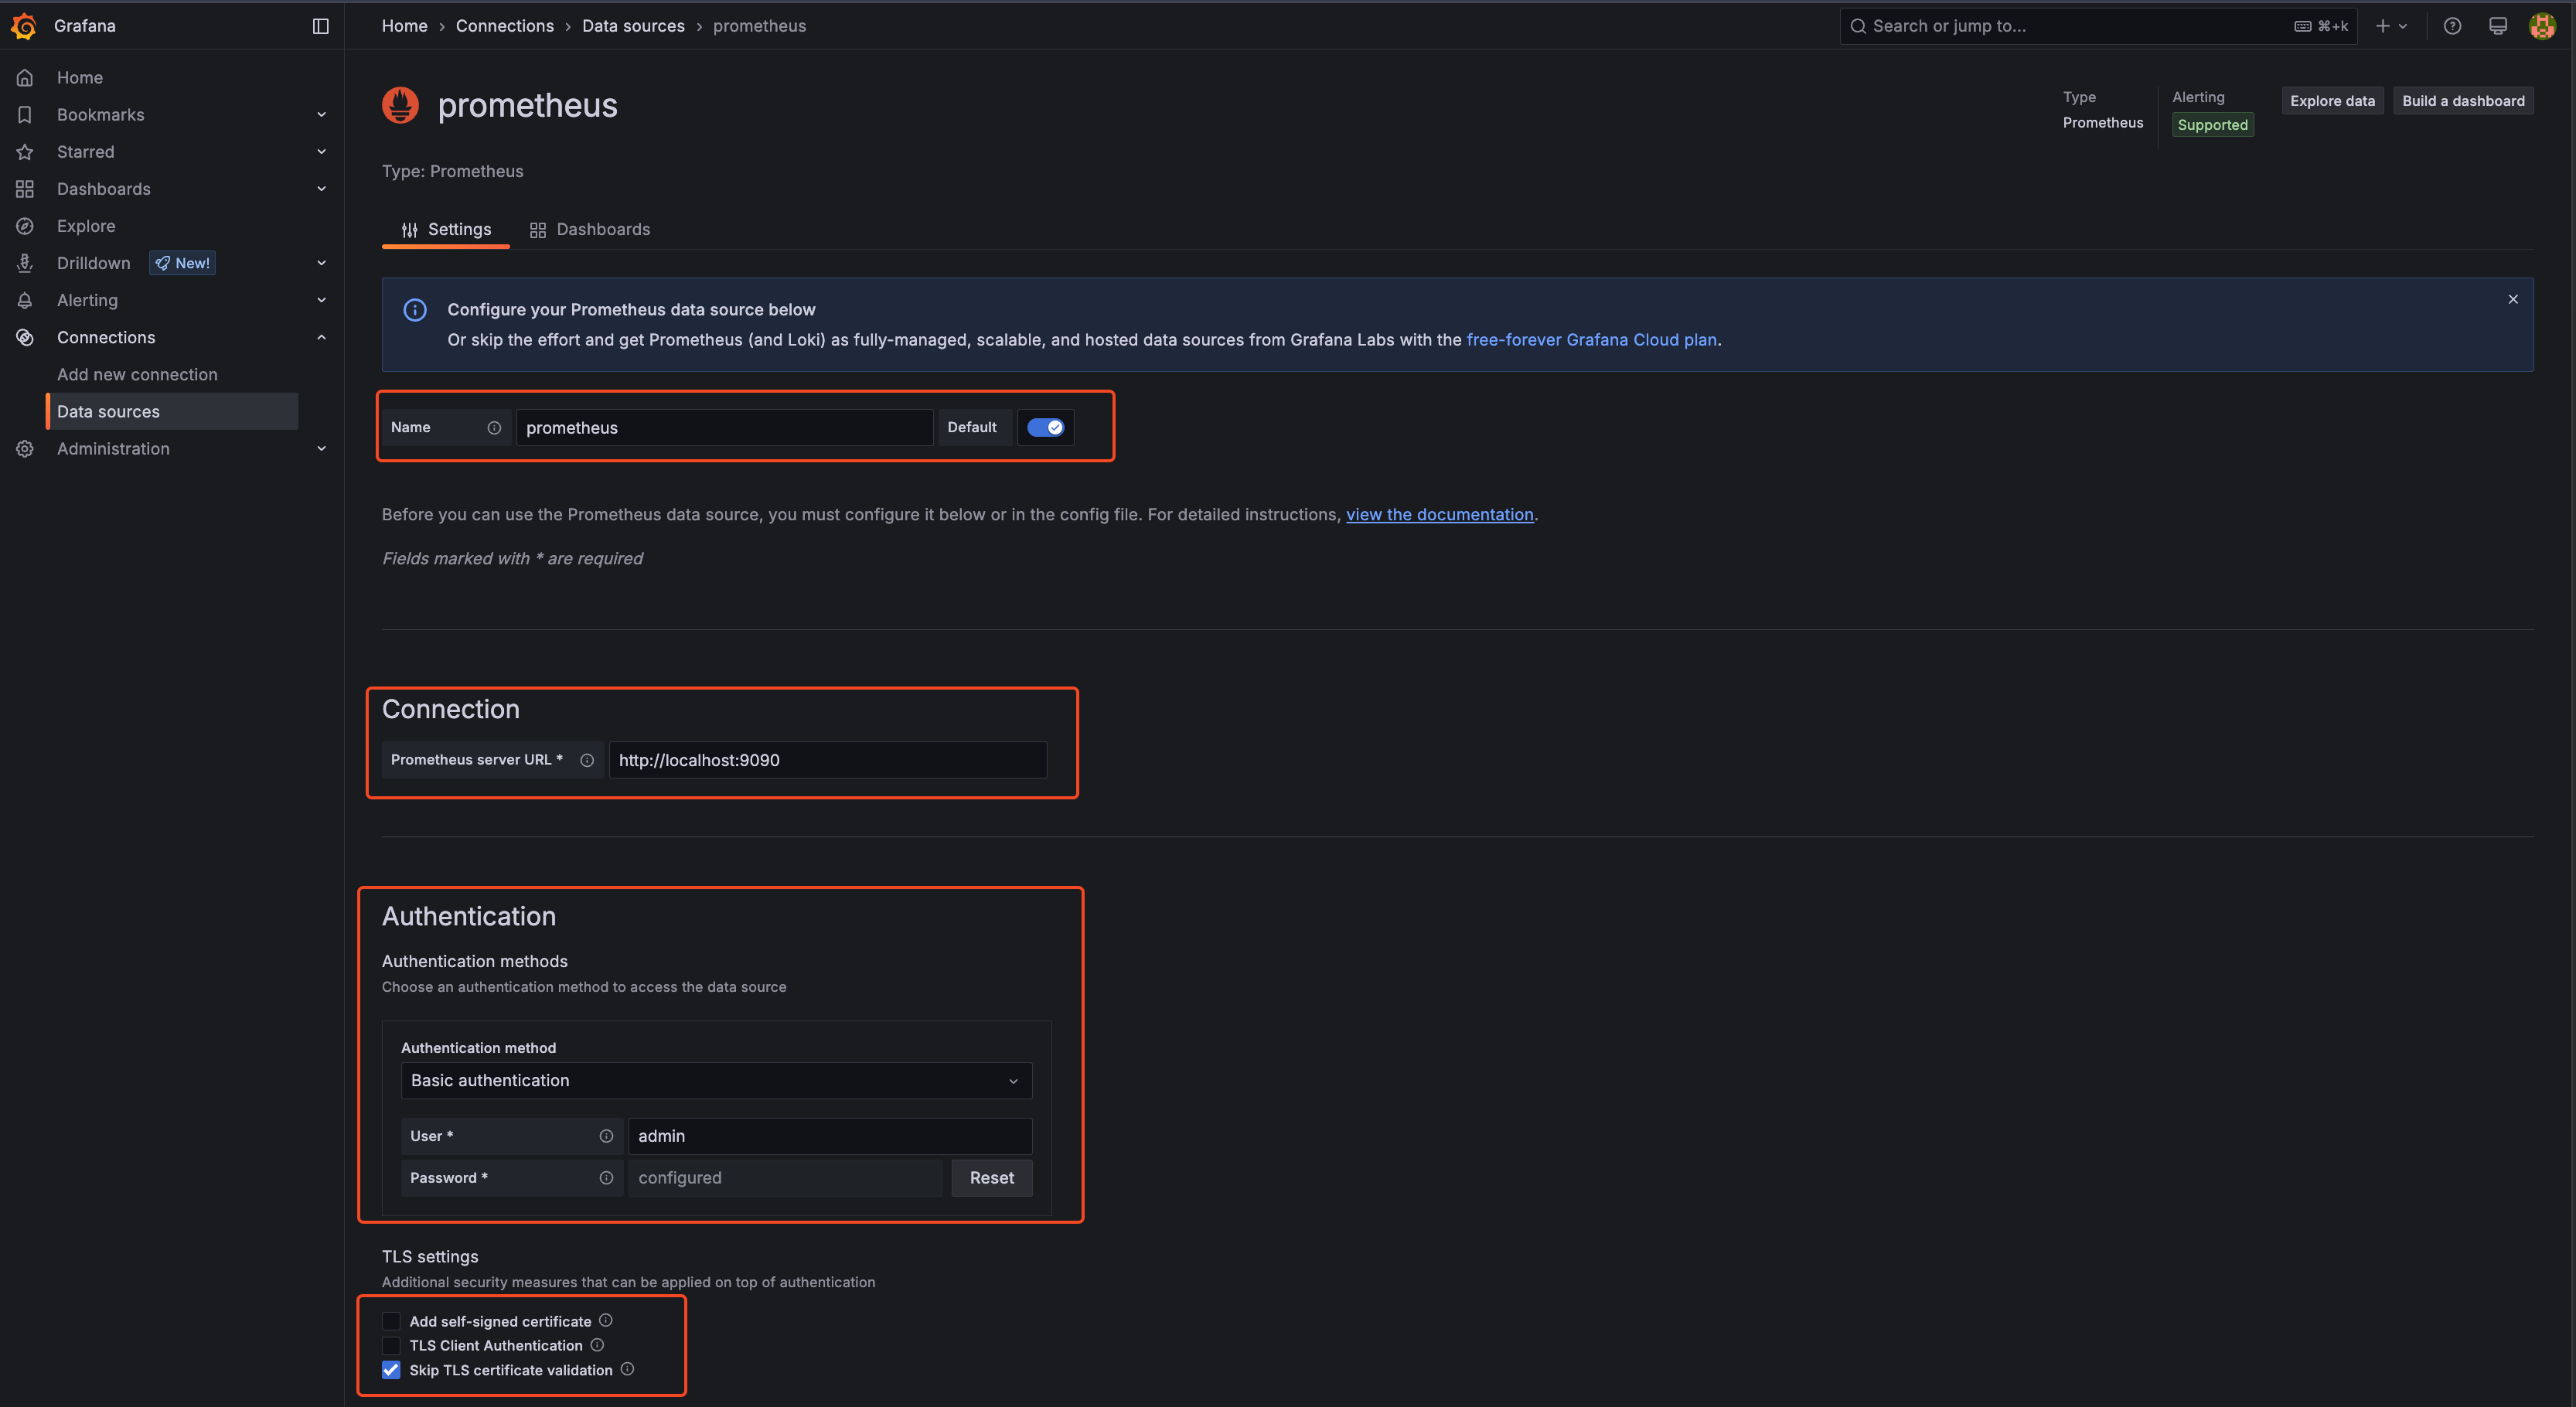 Grafana
Home › Connections › Data sources › prometheus
Search or jump to... ⌘+k
Home
Bookmarks
Starred
Dashboards
Explore
Drilldown New!
Alerting
Connections
Add new connection
Data sources
Administration
prometheus
Type
Prometheus
Alerting
Supported
Explore data
Build a dashboard
Type: Prometheus
Settings
Dashboards
Configure your Prometheus data source below
Or skip the effort and get Prometheus (and Loki) as fully-managed, scalable, and hosted data sources from Grafana Labs with the free-forever Grafana Cloud plan.
Name prometheus Default
Before you can use the Prometheus data source, you must configure it below or in the config file. For detailed instructions, view the documentation.
Fields marked with * are required
Connection
Prometheus server URL * http://localhost:9090
Authentication
Authentication methods
Choose an authentication method to access the data source
Authentication method
Basic authentication
User * admin
Password * configured Reset
TLS settings
Additional security measures that can be applied on top of authentication
Add self-signed certificate
TLS Client Authentication
Skip TLS certificate validation